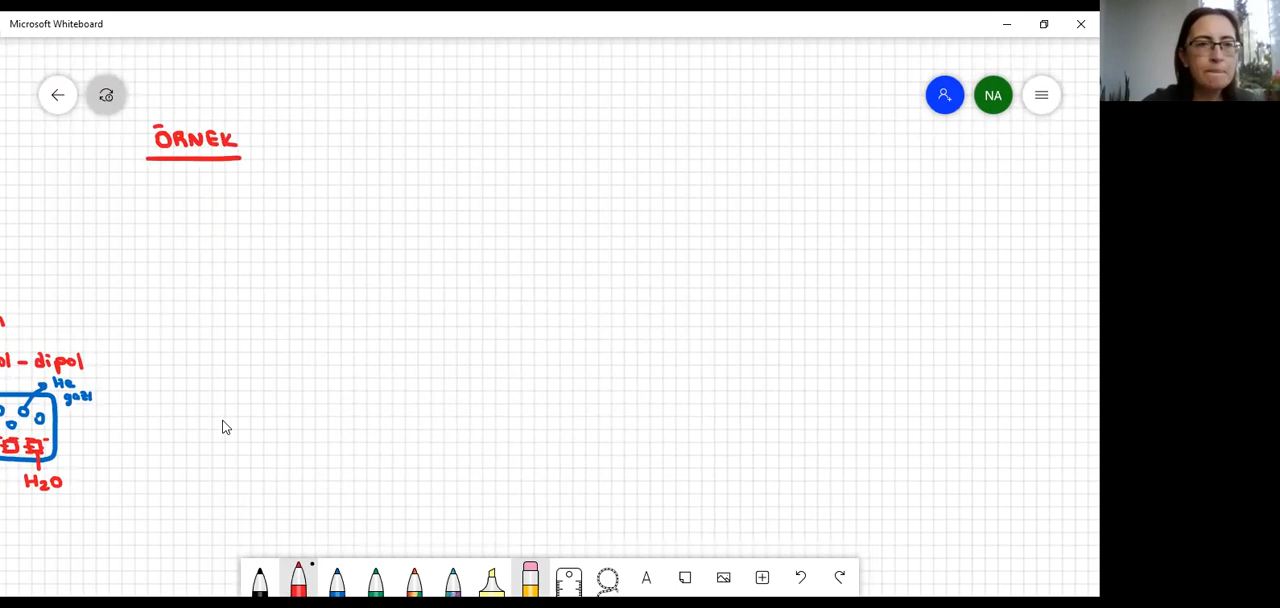 Microsoft Whiteboard
NA
ÖRNEK
- dipol
He
gazı
H₂O
A